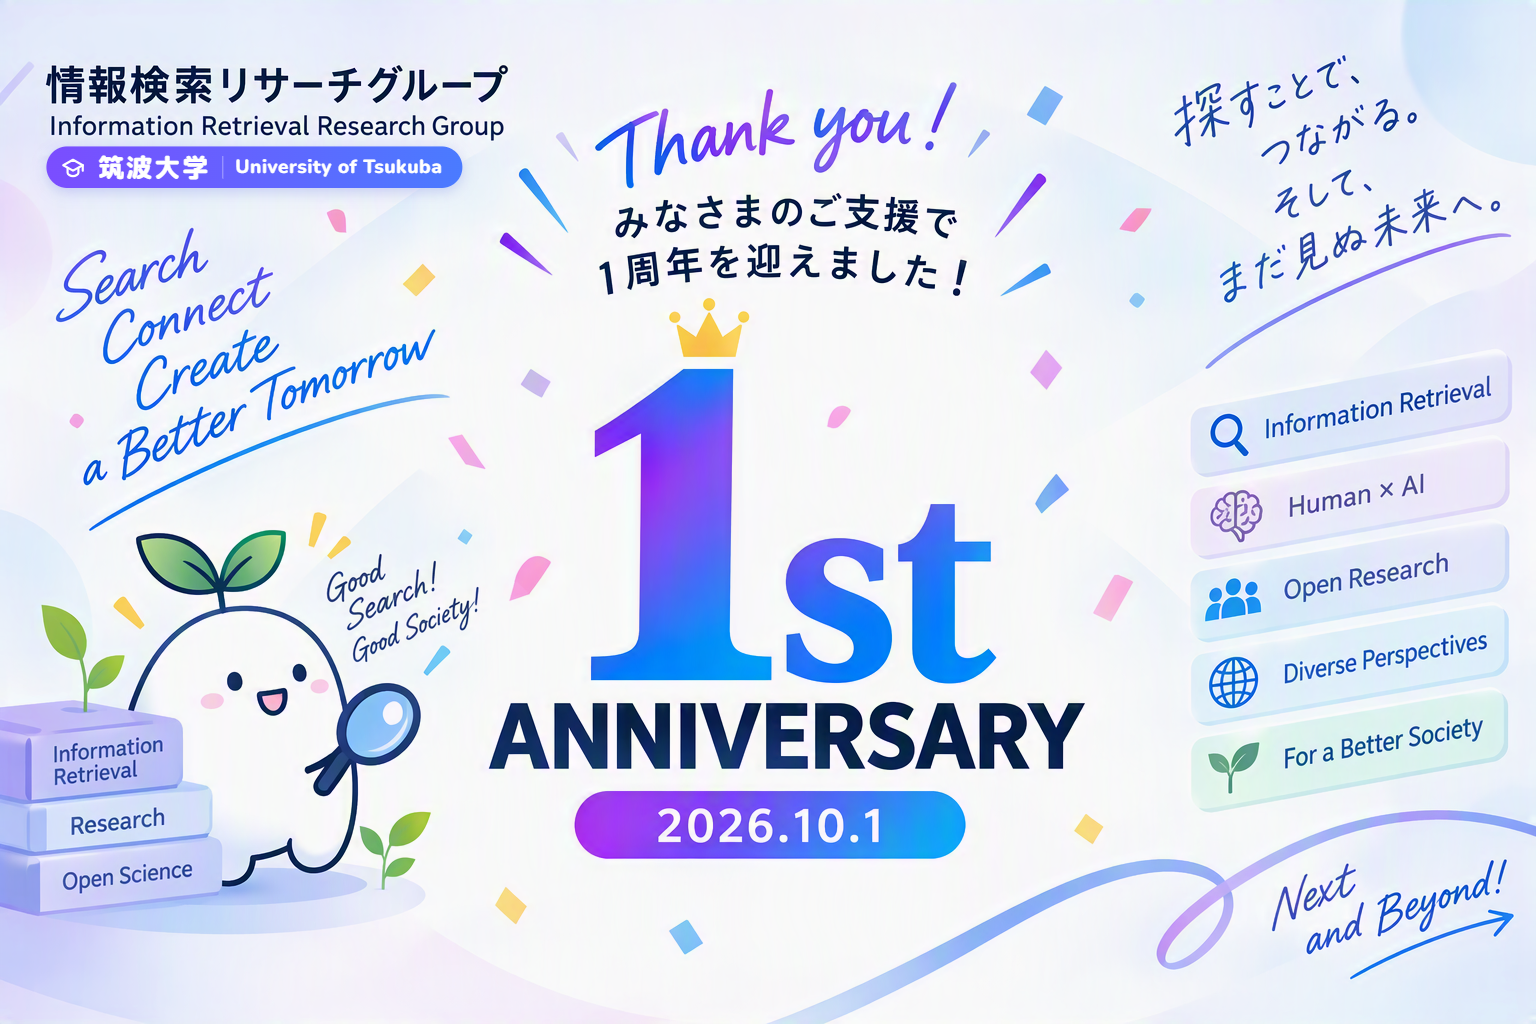 情報検索リサーチグループ
Information Retrieval Research Group
筑波大学 | University of Tsukuba
Thank you!
みなさまのご支援で
1周年を迎えました！
探すことで、
つながる。
そして、
まだ見ぬ未来へ。
Search
Connect
Create
a Better Tomorrow
Good
Search!
Good Society!
Information
Retrieval
Research
Open Science
1st
ANNIVERSARY
2026.10.1
Information Retrieval
Human × AI
Open Research
Diverse Perspectives
For a Better Society
Next
and Beyond!